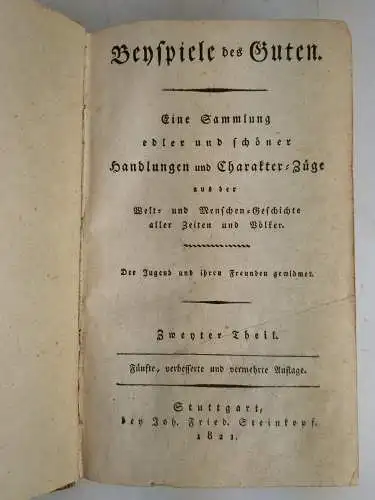 Beyspiele des Guten.
Eine Sammlung
edler und schöner
Handlungen und Charakter-Züge
aus der
Welt- und Menschen-Geschichte
aller Zeiten und Völker.
Der Jugend und ihren Freunden gewidmet.
Zweyter Theil.
Fünfte, verbesserte und vermehrte Auflage.
Stuttgart,
bey Joh. Fried. Steinkopf.
1821.